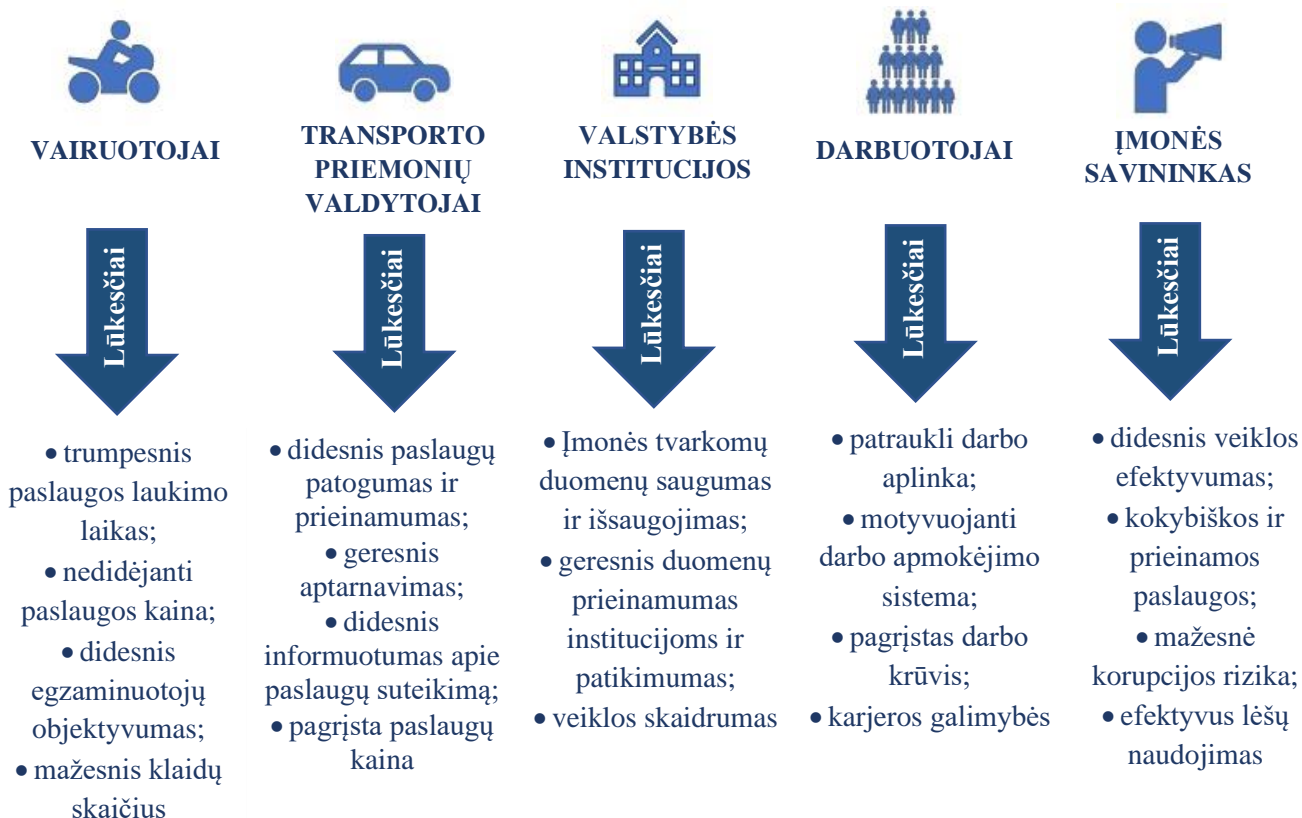 VAIRUOTOJAI
Lūkesčiai
• trumpesnis
paslaugos laukimo
laikas;
• nedidėjanti
paslaugos kaina;
• didesnis
egzaminuotojų
objektyvumas;
• mažesnis klaidų
skaičius
TRANSPORTO
PRIEMONIŲ
VALDYTOJAI
Lūkesčiai
• didesnis paslaugų
patogumas ir
prieinamumas;
• geresnis
aptarnavimas;
• didesnis
informuotumas apie
paslaugų suteikimą;
• pagrįsta paslaugų
kaina
VALSTYBĖS
INSTITUCIJOS
Lūkesčiai
• Įmonės tvarkomų
duomenų saugumas
ir išsaugojimas;
• geresnis duomenų
prieinamumas
institucijoms ir
patikimumas;
• veiklos skaidrumas
DARBUOTOJAI
Lūkesčiai
• patraukli darbo
aplinka;
• motyvuojanti
darbo apmokėjimo
sistema;
• pagrįstas darbo
krūvis;
• karjeros galimybės
ĮMONĖS
SAVININKAS
Lūkesčiai
• didesnis veiklos
efektyvumas;
• kokybiškos ir
prieinamos
paslaugos;
• mažesnė
korupcijos rizika;
• efektyvus lėšų
naudojimas